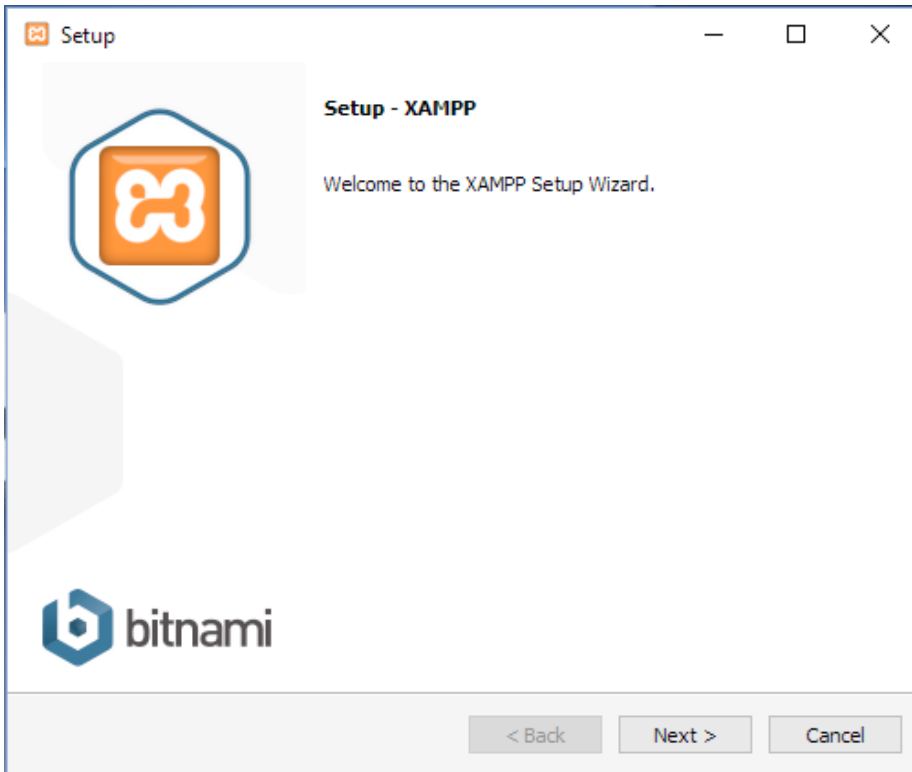 Setup
Setup - XAMPP
Welcome to the XAMPP Setup Wizard.
bitnami
< Back Next > Cancel